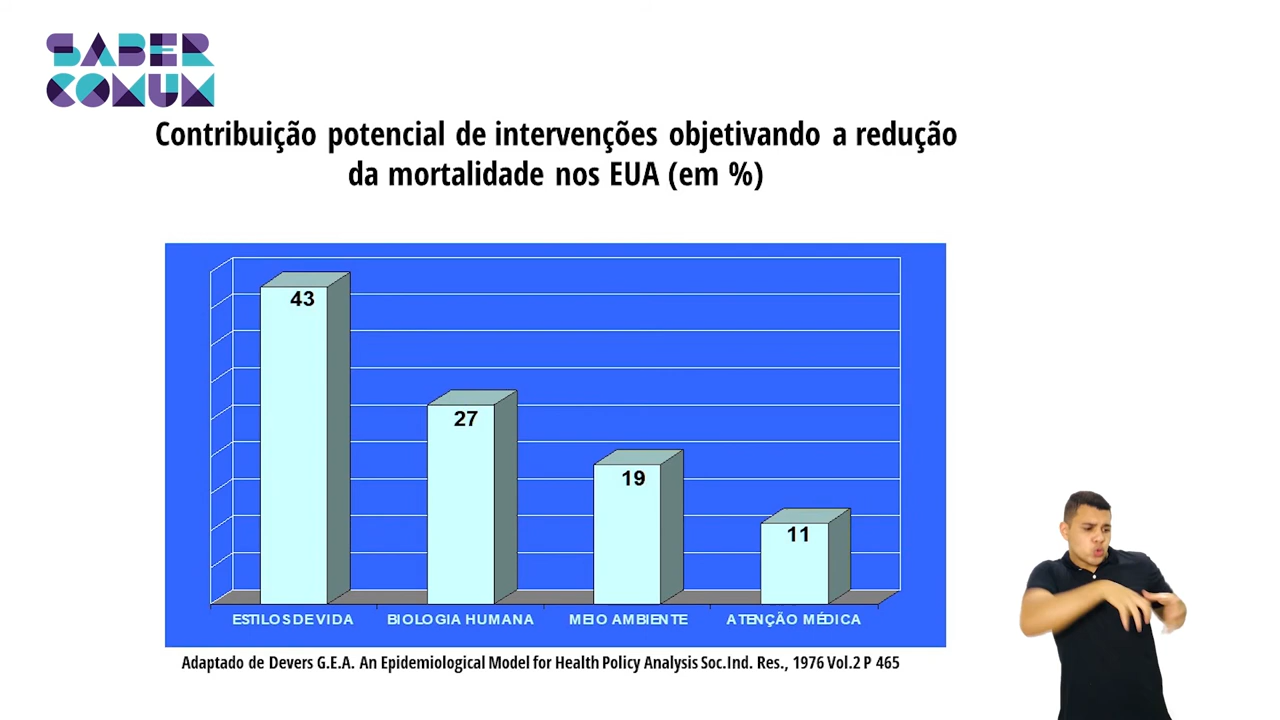 SABER
COMUM
Contribuição potencial de intervenções objetivando a redução
da mortalidade nos EUA (em %)
43
27
19
11
ESTILOS DE VIDA
BIOLOGIA HUMANA
MEIO AMBIENTE
ATENÇÃO MÉDICA
Adaptado de Devers G.E.A. An Epidemiological Model for Health Policy Analysis Soc.Ind. Res., 1976 Vol.2 P 465